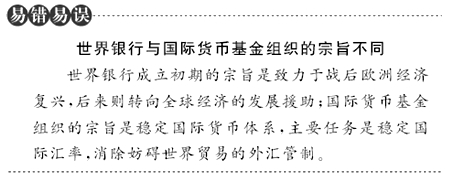 易错易误
世界银行与国际货币基金组织的宗旨不同
世界银行成立初期的宗旨是致力于战后欧洲经济
复兴,后来则转向全球经济的发展援助;国际货币基金
组织的宗旨是稳定国际货币体系,主要任务是稳定国
际汇率,消除妨碍世界贸易的外汇管制。